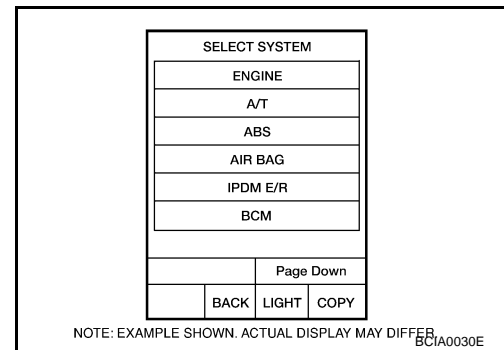 SELECT SYSTEM
ENGINE
A/T
ABS
AIR BAG
IPDM E/R
BCM
Page Down
BACK LIGHT COPY
NOTE: EXAMPLE SHOWN. ACTUAL DISPLAY MAY DIFFER.
BCIA0030E